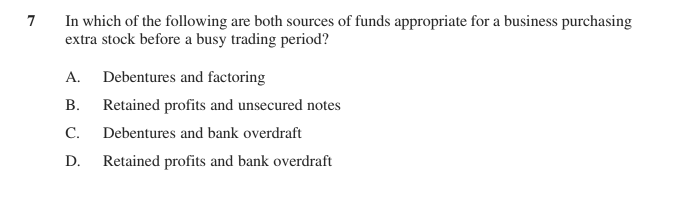 7 In which of the following are both sources of funds appropriate for a business purchasing
extra stock before a busy trading period?
A. Debentures and factoring
B. Retained profits and unsecured notes
C. Debentures and bank overdraft
D. Retained profits and bank overdraft